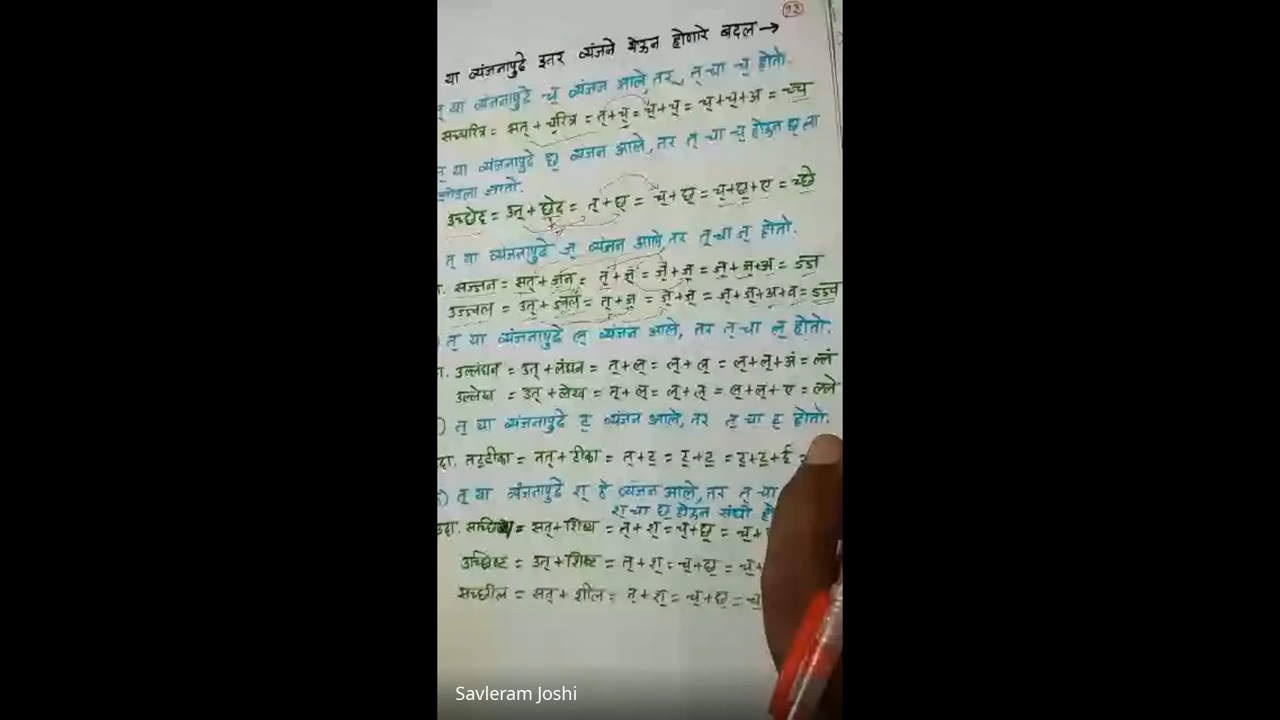 १३
या व्यंजनापुढे इतर व्यंजने येऊन होणारे बदल →
त् या व्यंजनापुढे च् व्यंजन आले, तर त् चा च् होतो.
सच्चरित्र = सत् + चरित्र = त्+च् = च्+च् = च्+च्+अ = च्च
त् या व्यंजनापुढे छ् व्यंजन आले, तर त् चा च् होऊन छ् ला
जोडला जातो.
उच्छेद = उत् + छेद = त्+छ् = च्+छ् = च्+छ्+ए = च्छे
त् या व्यंजनापुढे ज् व्यंजन आले, तर त् चा ज् होतो.
सज्जन = सत् + जन = त्+ज् = ज्+ज् = ज्+ज्+अ = ज्ज
उज्ज्वल = उत् + ज्वल = त्+ज् = ज्+ज् = ज्+ज्+अ+व = ज्ज्व
त् या व्यंजनापुढे ल् व्यंजन आले, तर त् चा ल् होतो.
उल्लंघन = उत् + लंघन = त्+ल् = ल्+ल् = ल्+ल्+अं = ल्लं
उल्लेख = उत् + लेख = त्+ल् = ल्+ल् = ल्+ल्+ए = ल्ले
) त् या व्यंजनापुढे ट् व्यंजन आले, तर त् चा ट् होतो.
दा. तट्टीका = तत् + टीका = त्+ट् = ट्+ट् = ट्+ट्+ई =
) त् या व्यंजनापुढे श् हे व्यंजन आले, तर त् चा
श् चा छ् होऊन संधी हो
उदा. सच्छिष्य = सत् + शिष्य = त्+श् = च्+छ् = च्+
उच्छिष्ट = उत् + शिष्ट = त्+श् = च्+छ् = च्+
सच्छील = सत् + शील = त्+श् = च्+छ् = च्
Savleram Joshi